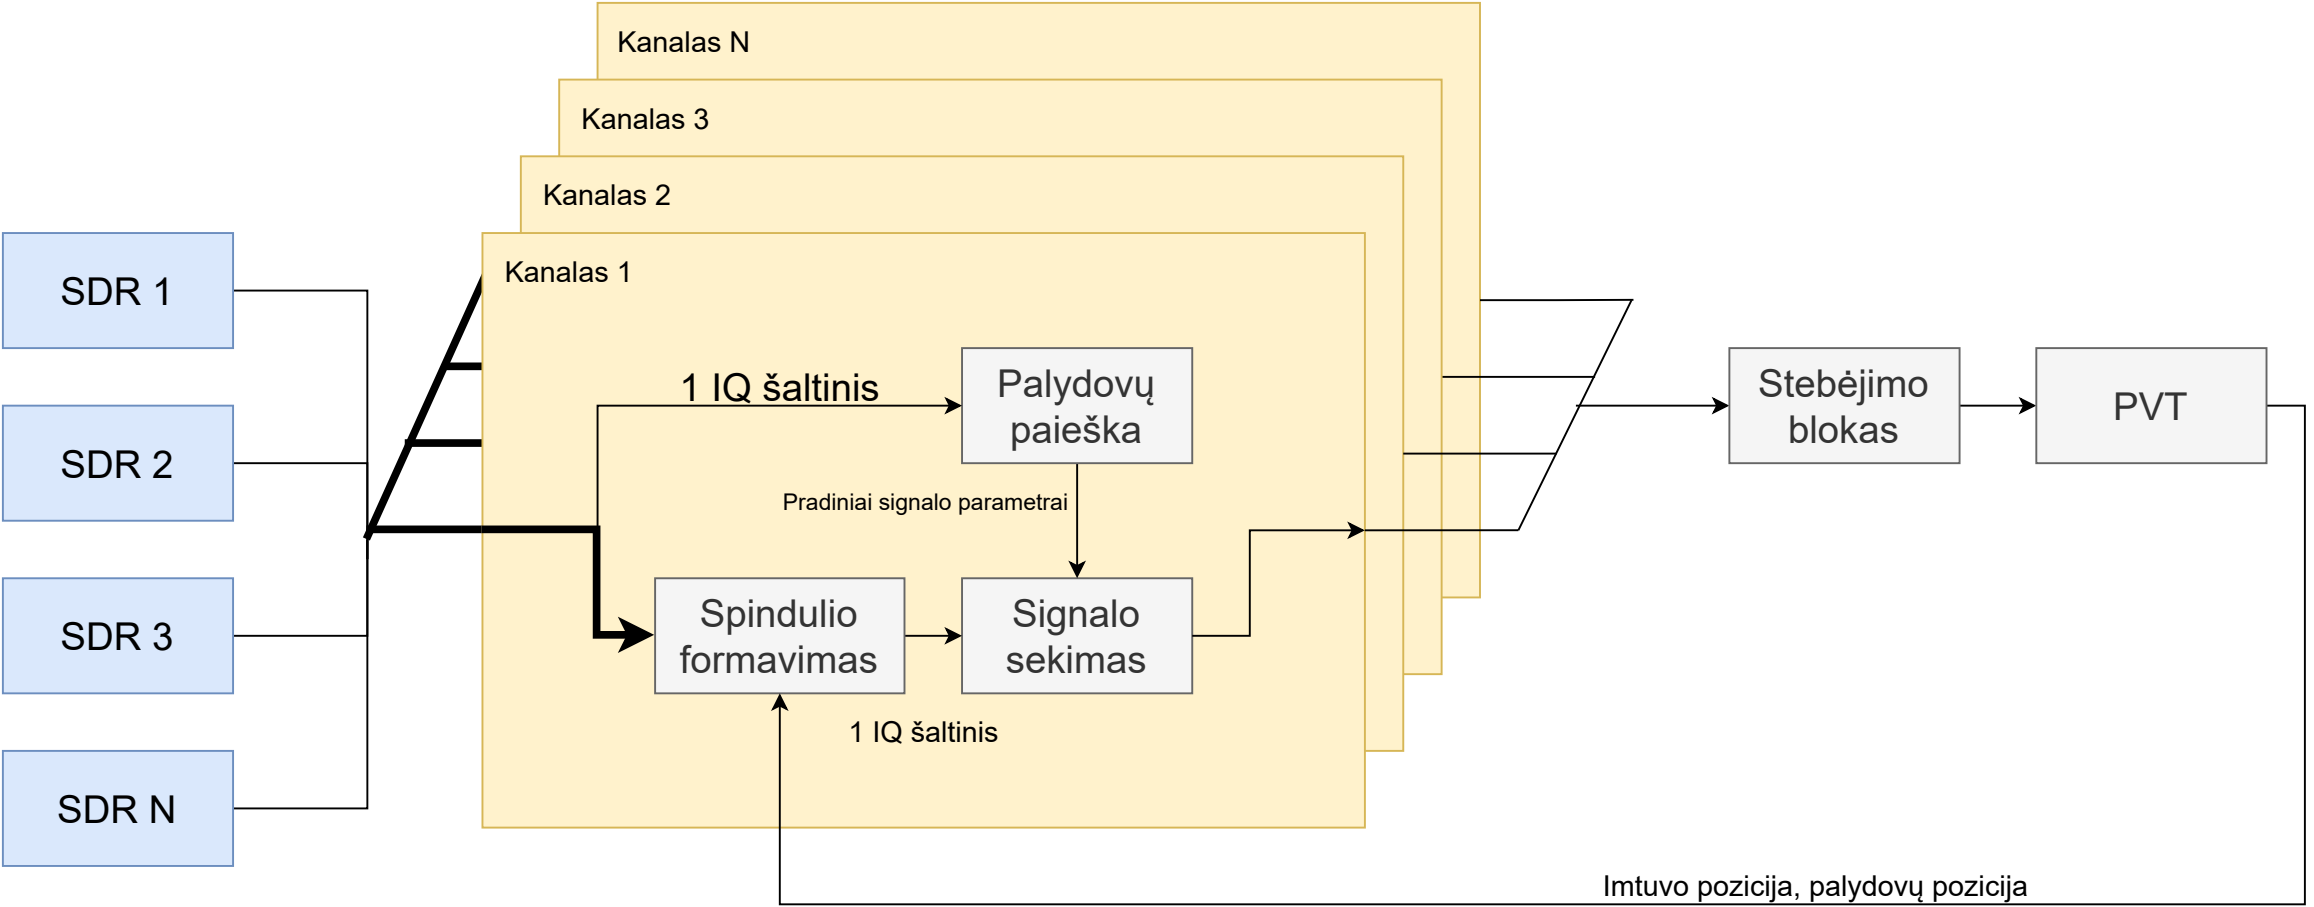 Kanalas N
Kanalas 3
Kanalas 2
Kanalas 1
SDR 1
SDR 2
SDR 3
SDR N
1 IQ šaltinis
Palydovų
paieška
Pradiniai signalo parametrai
Spindulio
formavimas
Signalo
sekimas
1 IQ šaltinis
Stebėjimo
blokas
PVT
Imtuvo pozicija, palydovų pozicija